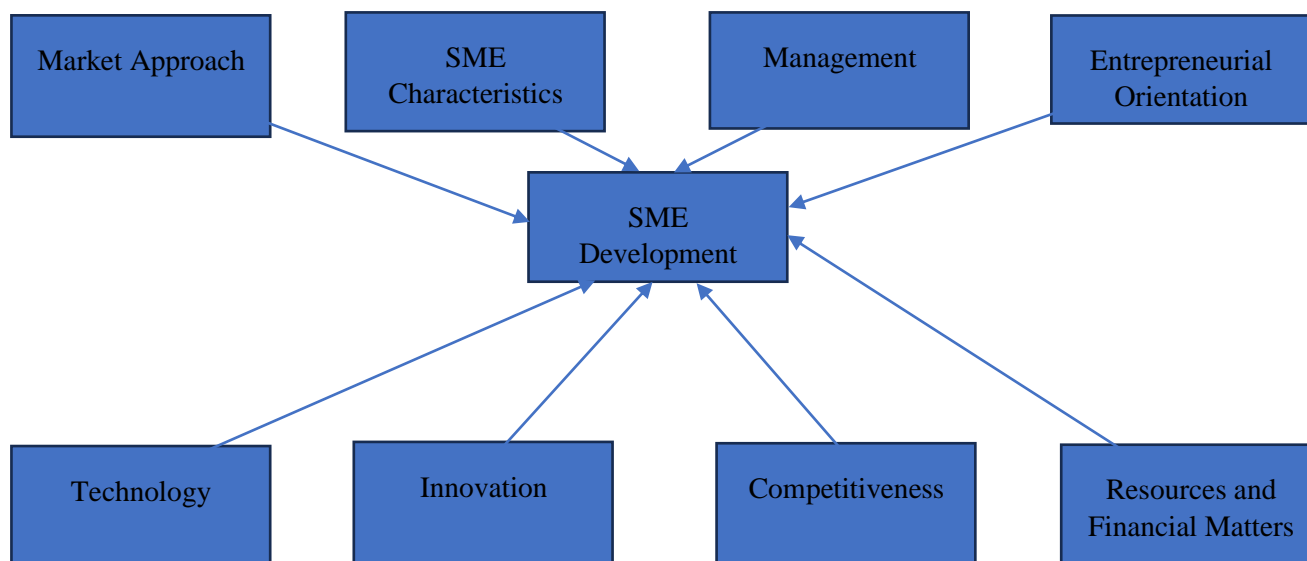 Market Approach
SME
Characteristics
Management
Entrepreneurial
Orientation
SME
Development
Technology
Innovation
Competitiveness
Resources and
Financial Matters